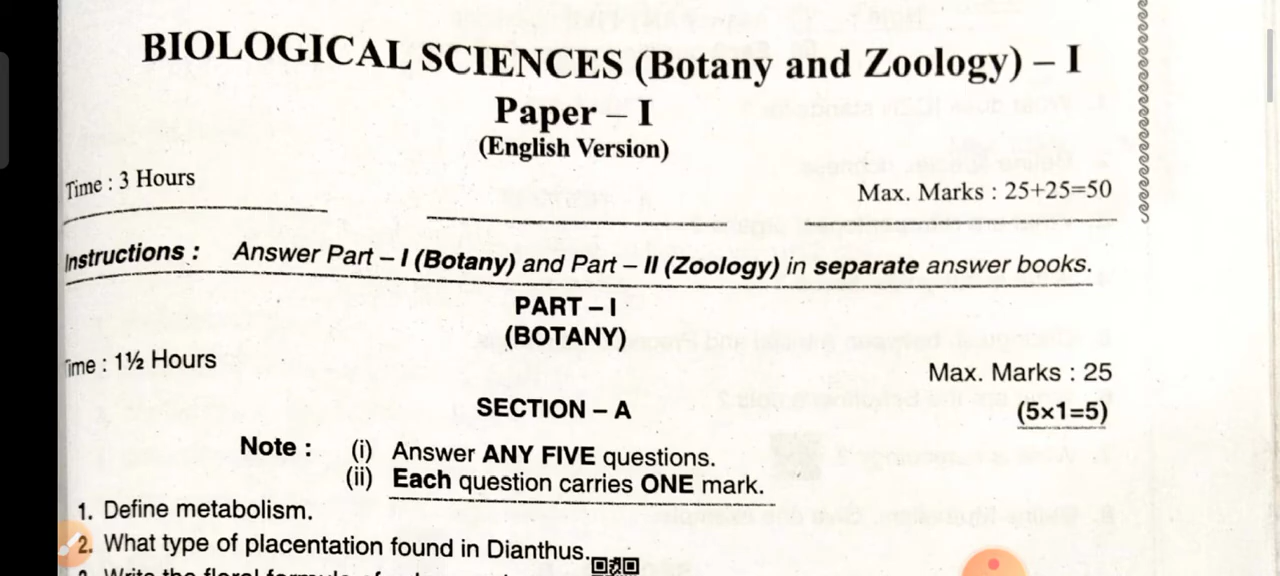 BIOLOGICAL SCIENCES (Botany and Zoology) – I
Paper – I
(English Version)
Time : 3 Hours
Max. Marks : 25+25=50
Instructions : Answer Part – I (Botany) and Part – II (Zoology) in separate answer books.
PART – I
(BOTANY)
ime : 1½ Hours
Max. Marks : 25
SECTION – A
(5x1=5)
Note : (i) Answer ANY FIVE questions.
(ii) Each question carries ONE mark.
1. Define metabolism.
2. What type of placentation found in Dianthus.